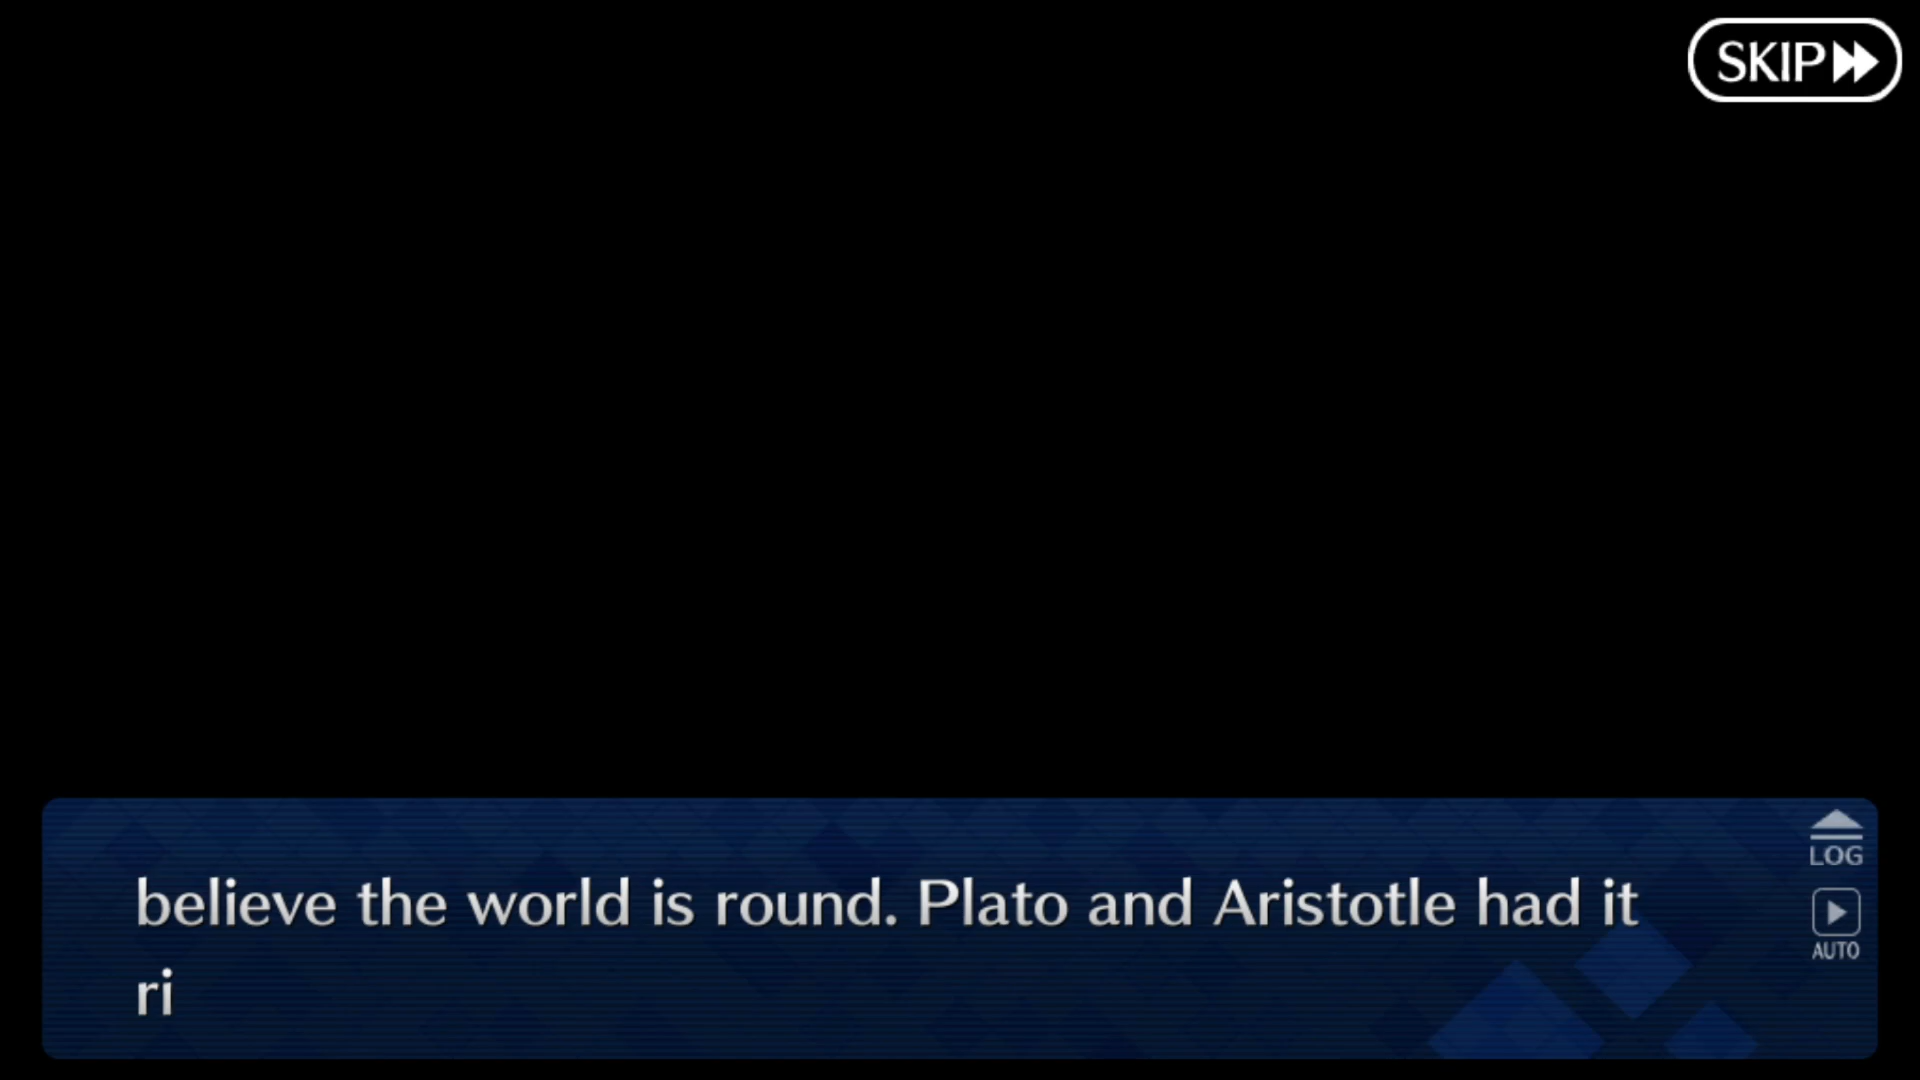 SKIP
LOG
believe the world is round. Plato and Aristotle had it
AUTO
ri